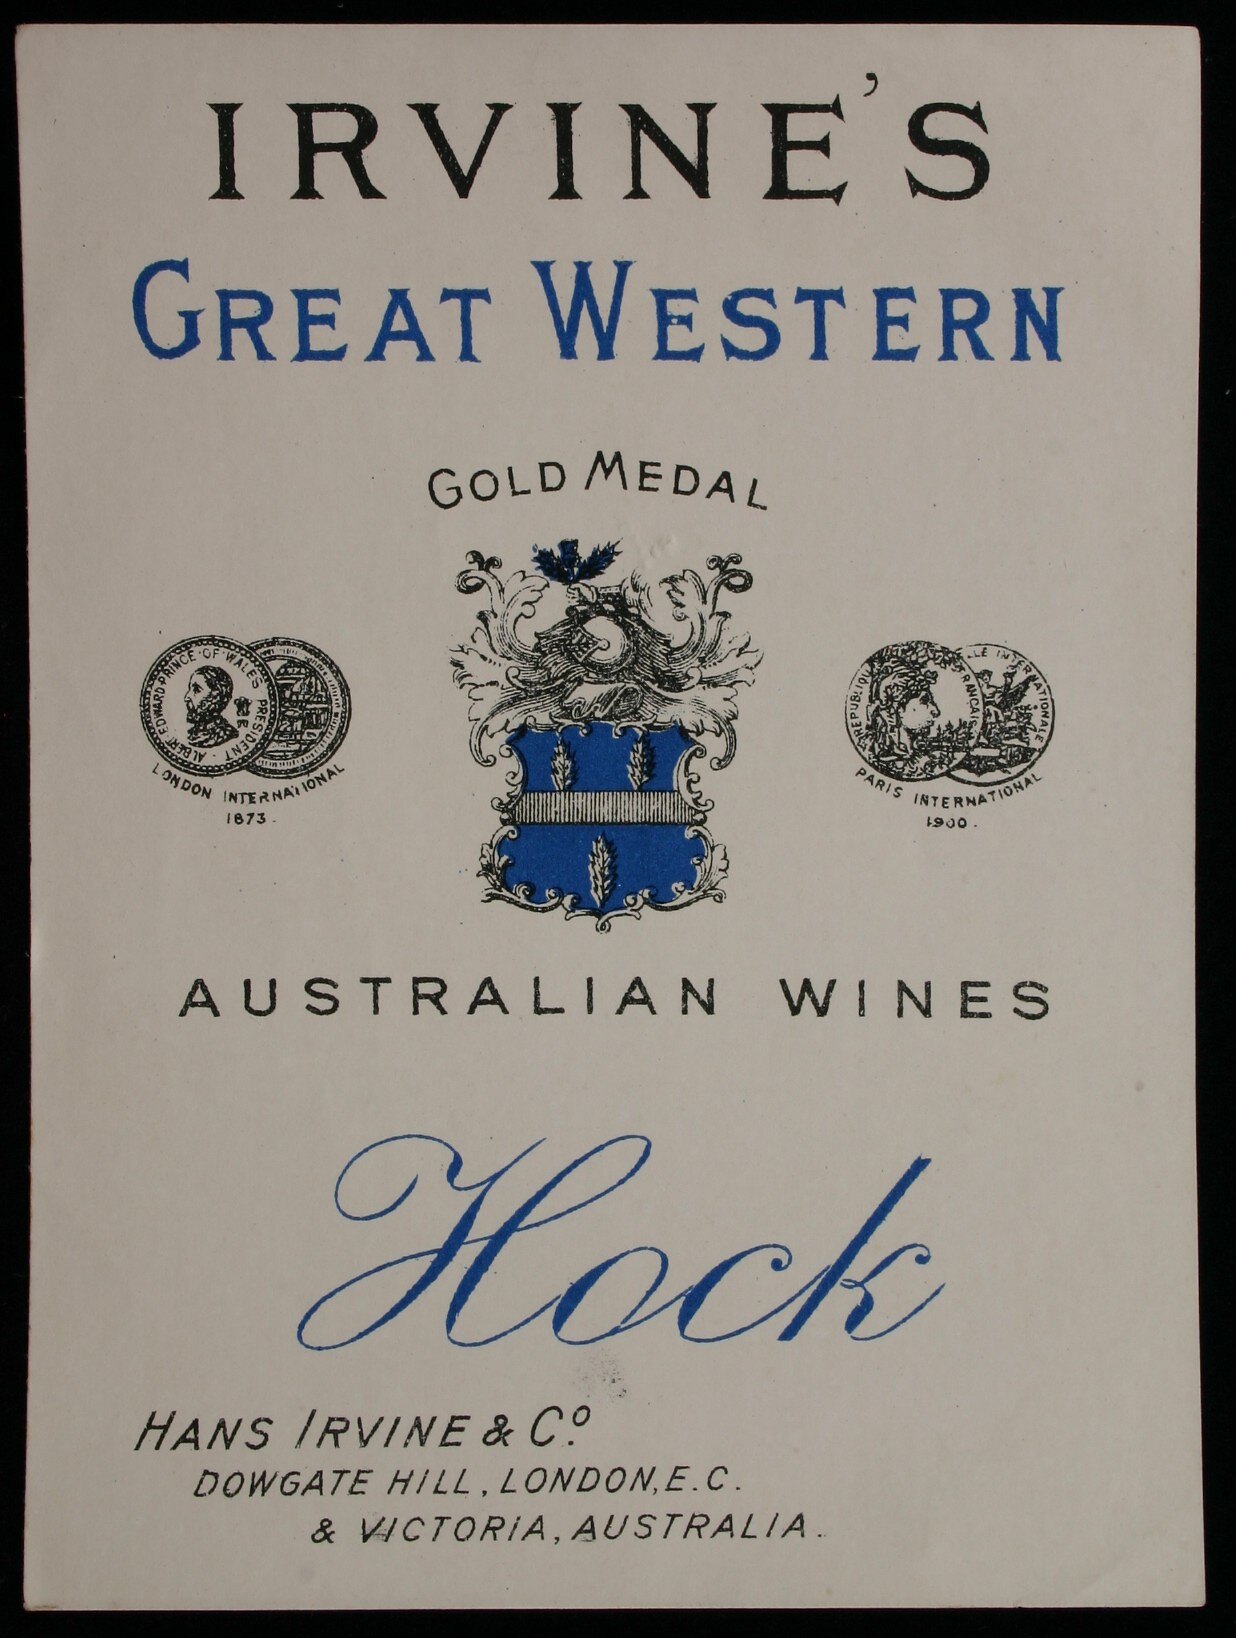 IRVINE'S
GREAT WESTERN
GOLD MEDAL
ALBERT EDWARD·PRINCE·OF·WALES PRESIDENT
LONDON INTERNATIONAL
1873.
REPUBLIQUE FRANCAISE
INTERNATIONALE
PARIS INTERNATIONAL
1900.
AUSTRALIAN WINES
Hock
HANS IRVINE & Cº.
DOWGATE HILL, LONDON, E.C.
& VICTORIA, AUSTRALIA.